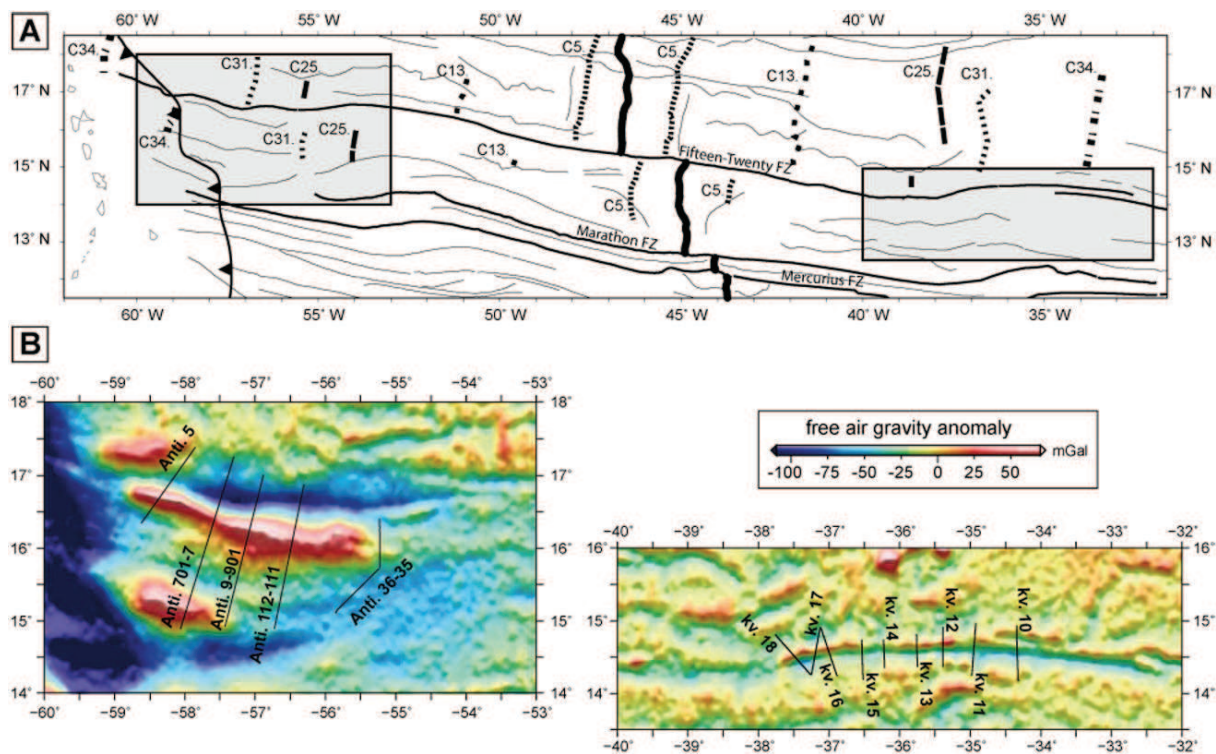 A
60° W
55° W
50° W
45° W
40° W
35° W
C34.
C31.
C25.
C13.
C5.
C5.
C13.
C25.
C31.
C34.
17° N
17° N
C34.
C31.
C25.
C13.
15° N
15° N
Fifteen-Twenty FZ
C5.
C5.
13° N
13° N
Marathon FZ
Mercurius FZ
60° W
55° W
50° W
45° W
40° W
35° W
B
−60° −59° −58° −57° −56° −55° −54° −53°
18°
17°
16°
15°
14°
Anti. 5
Anti. 701-7
Anti. 9-901
Anti. 112-111
Anti. 36-35
−60° −59° −58° −57° −56° −55° −54° −53°
free air gravity anomaly
mGal
−100 −75 −50 −25 0 25 50
−40° −39° −38° −37° −36° −35° −34° −33° −32°
16°
16°
15°
15°
14°
14°
kv. 18
kv. 17
kv. 16
kv. 15
kv. 14
kv. 13
kv. 12
kv. 11
kv. 10
−40° −39° −38° −37° −36° −35° −34° −33° −32°